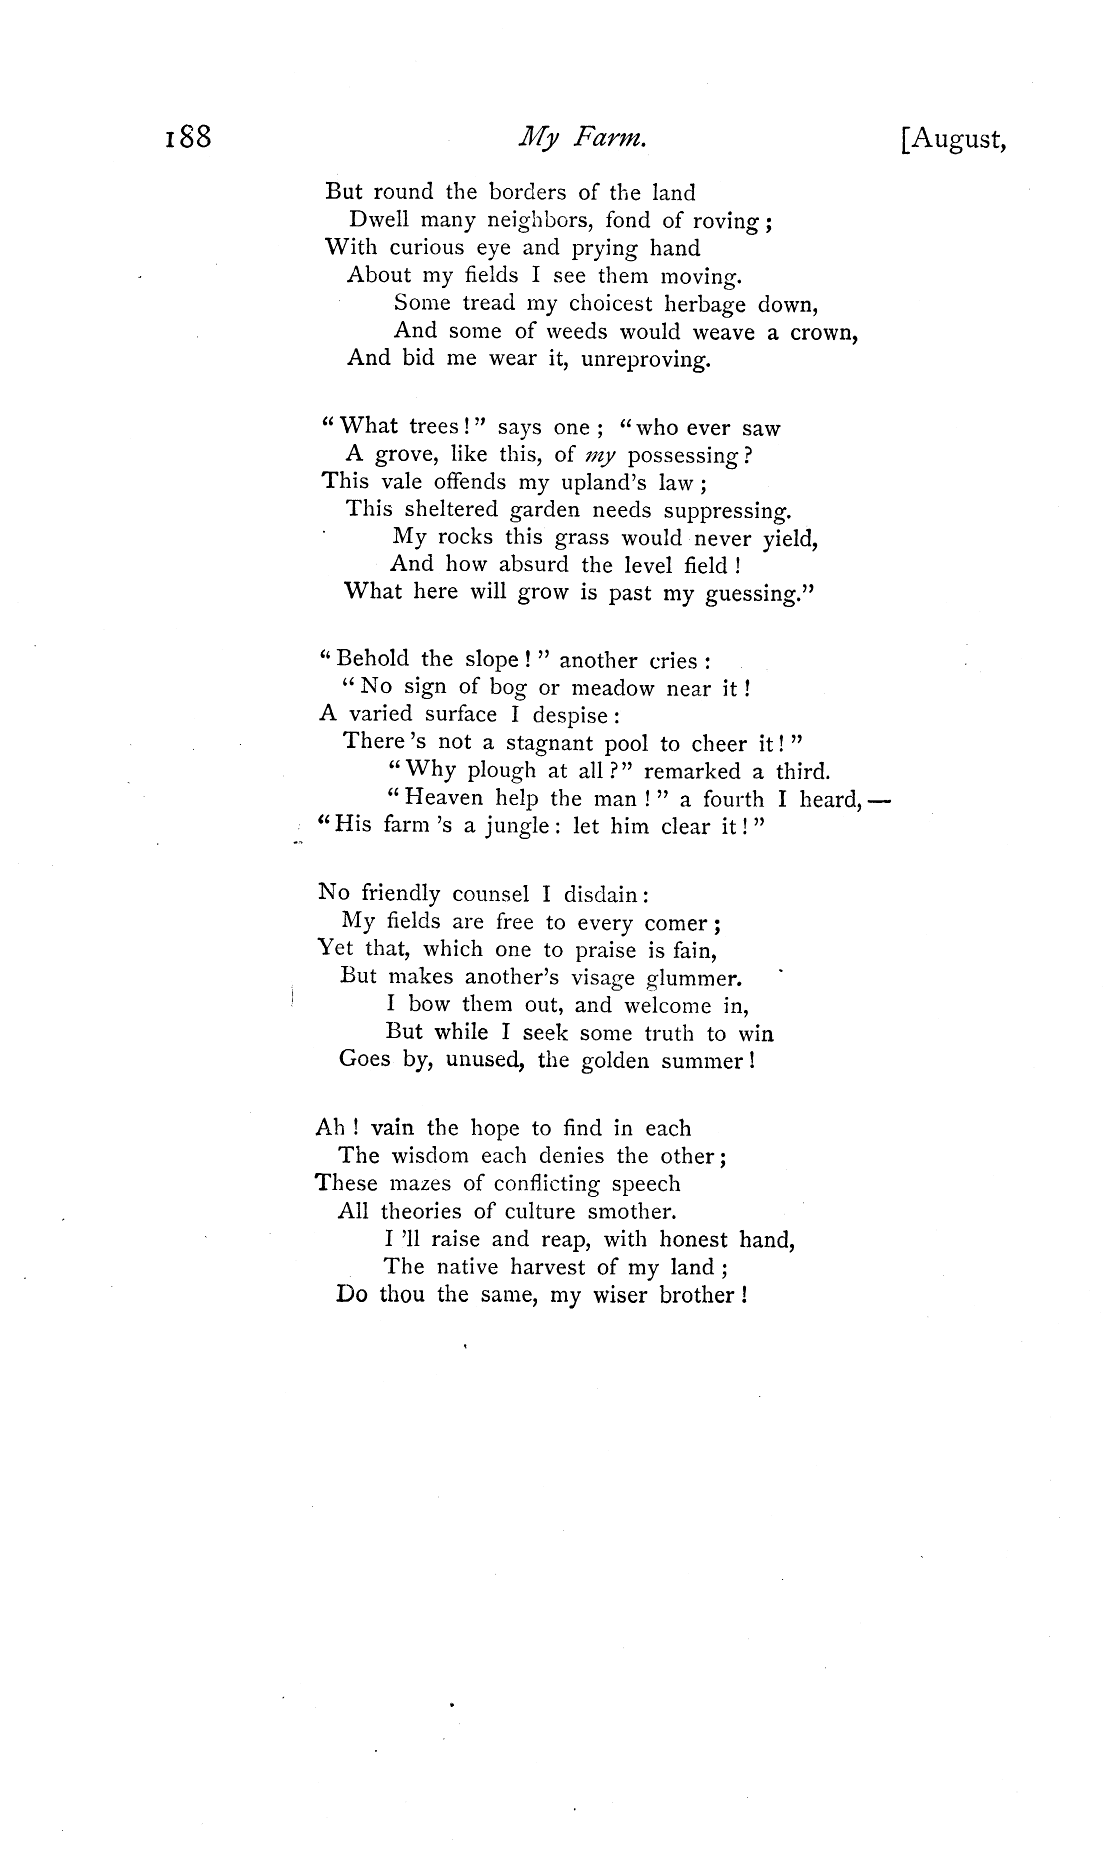 188 My Farm. [August,
But round the borders of the land
Dwell many neighbors, fond of roving;
With curious eye and prying hand
About my fields I see them moving.
Some tread my choicest herbage down,
And some of weeds would weave a crown,
And bid me wear it, unreproving.
"What trees!" says one; "who ever saw
A grove, like this, of my possessing?
This vale offends my upland's law;
This sheltered garden needs suppressing.
My rocks this grass would never yield,
And how absurd the level field!
What here will grow is past my guessing."
"Behold the slope!" another cries:
"No sign of bog or meadow near it!
A varied surface I despise:
There's not a stagnant pool to cheer it!"
"Why plough at all?" remarked a third.
"Heaven help the man!" a fourth I heard,—
"His farm's a jungle: let him clear it!"
No friendly counsel I disdain:
My fields are free to every comer;
Yet that, which one to praise is fain,
But makes another's visage glummer.
I bow them out, and welcome in,
But while I seek some truth to win
Goes by, unused, the golden summer!
Ah! vain the hope to find in each
The wisdom each denies the other;
These mazes of conflicting speech
All theories of culture smother.
I'll raise and reap, with honest hand,
The native harvest of my land;
Do thou the same, my wiser brother!